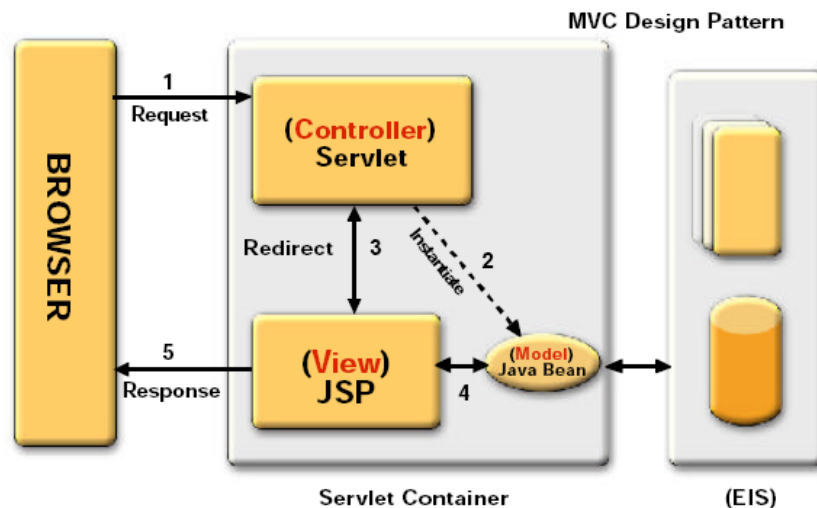 MVC Design Pattern
BROWSER
1
Request
(Controller)
Servlet
Redirect
3
Instantiate
2
(View)
JSP
4
(Model)
Java Bean
5
Response
Servlet Container
(EIS)